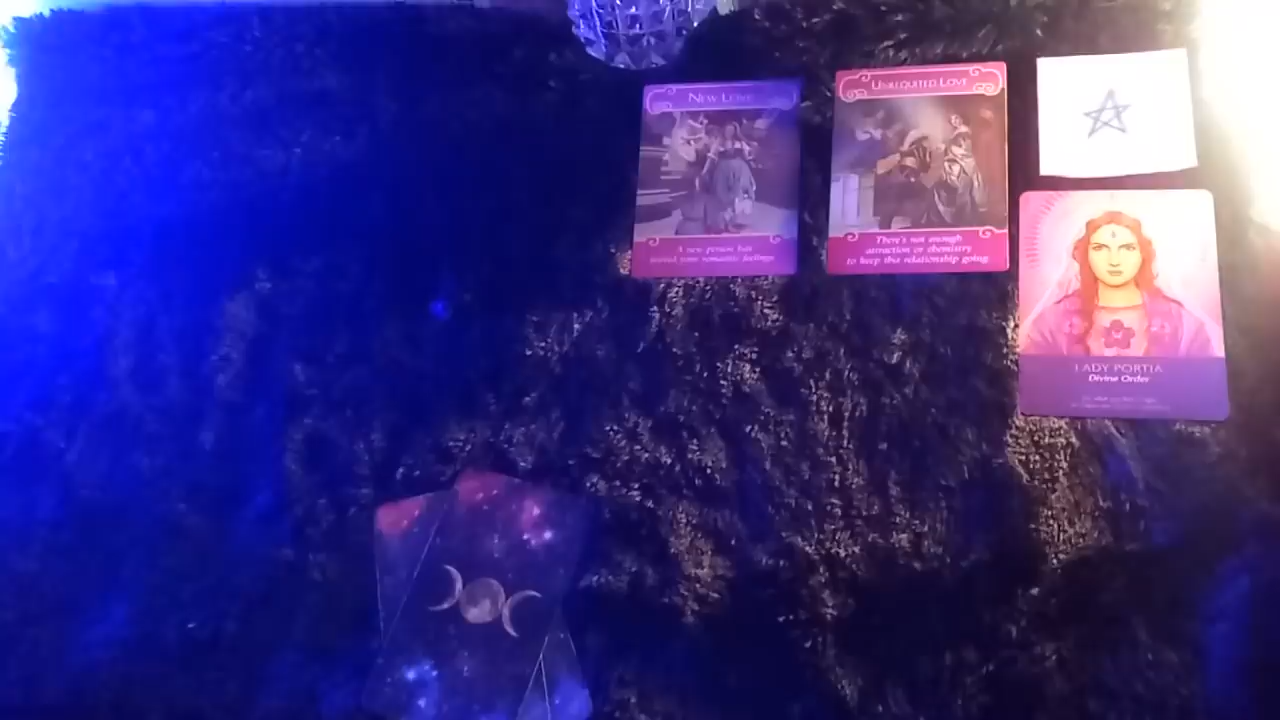 NEW LOVE
A new person has
stirred your romantic feelings.
UNREQUITED LOVE
There's not enough
attraction or chemistry
to keep this relationship going.
LADY PORTIA
Divine Order